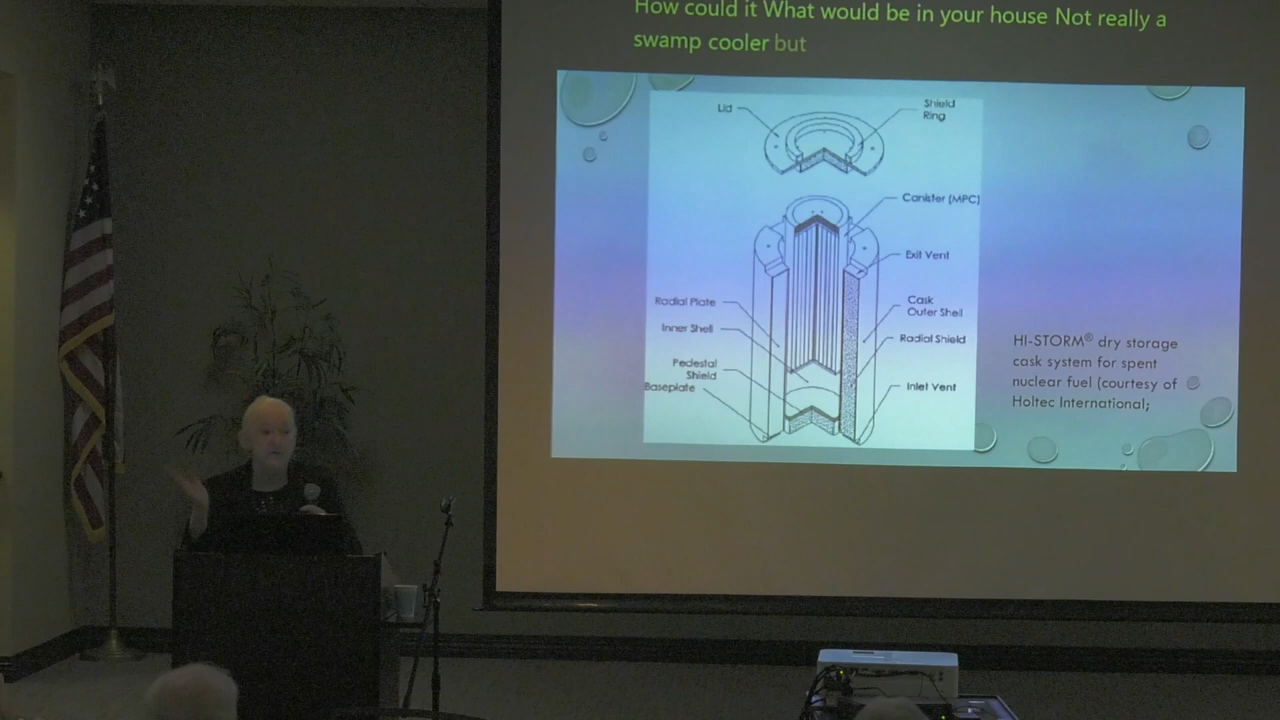 How could it What would be in your house Not really a
swamp cooler but
Lid
Shield
Ring
Canister (MPC)
Exit Vent
Radial Plate
Cask
Outer Shell
Inner Shell
Radial Shield
Pedestal
Shield
Baseplate
Inlet Vent
HI-STORM® dry storage
cask system for spent
nuclear fuel (courtesy of
Holtec International;